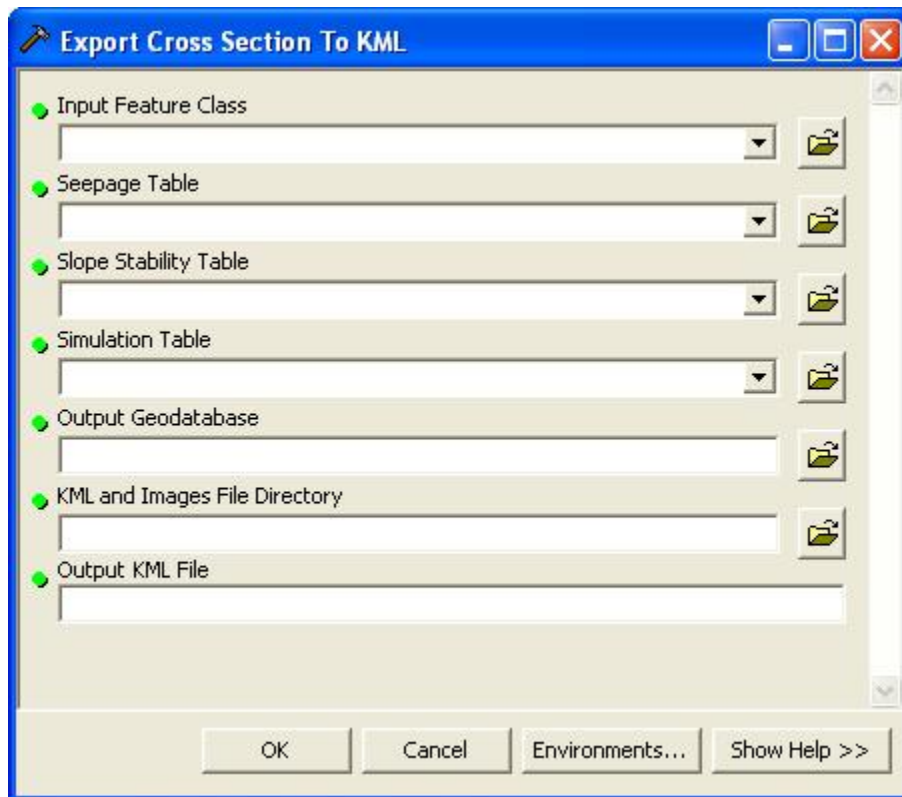 Export Cross Section To KML
Input Feature Class
Seepage Table
Slope Stability Table
Simulation Table
Output Geodatabase
KML and Images File Directory
Output KML File
OK Cancel Environments... Show Help >>